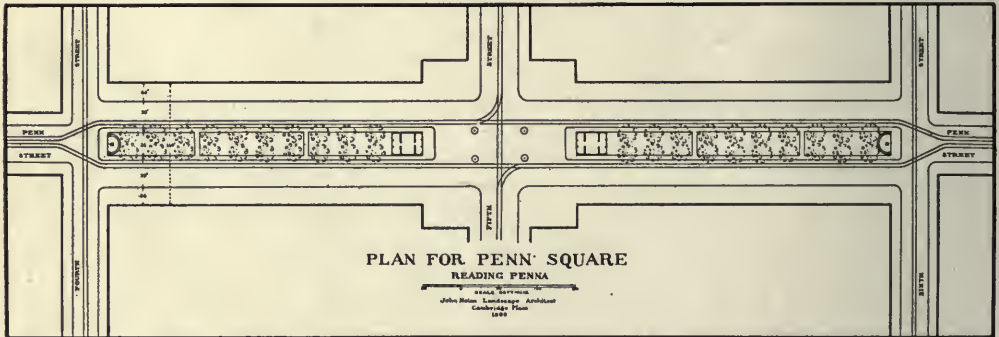 STREET
STREET
STREET
PENN
STREET
PENN
STREET
FOURTH
FIFTH
SIXTH
PLAN FOR PENN SQUARE
READING PENNA
John Nolen Landscape Architect
Cambridge Mass